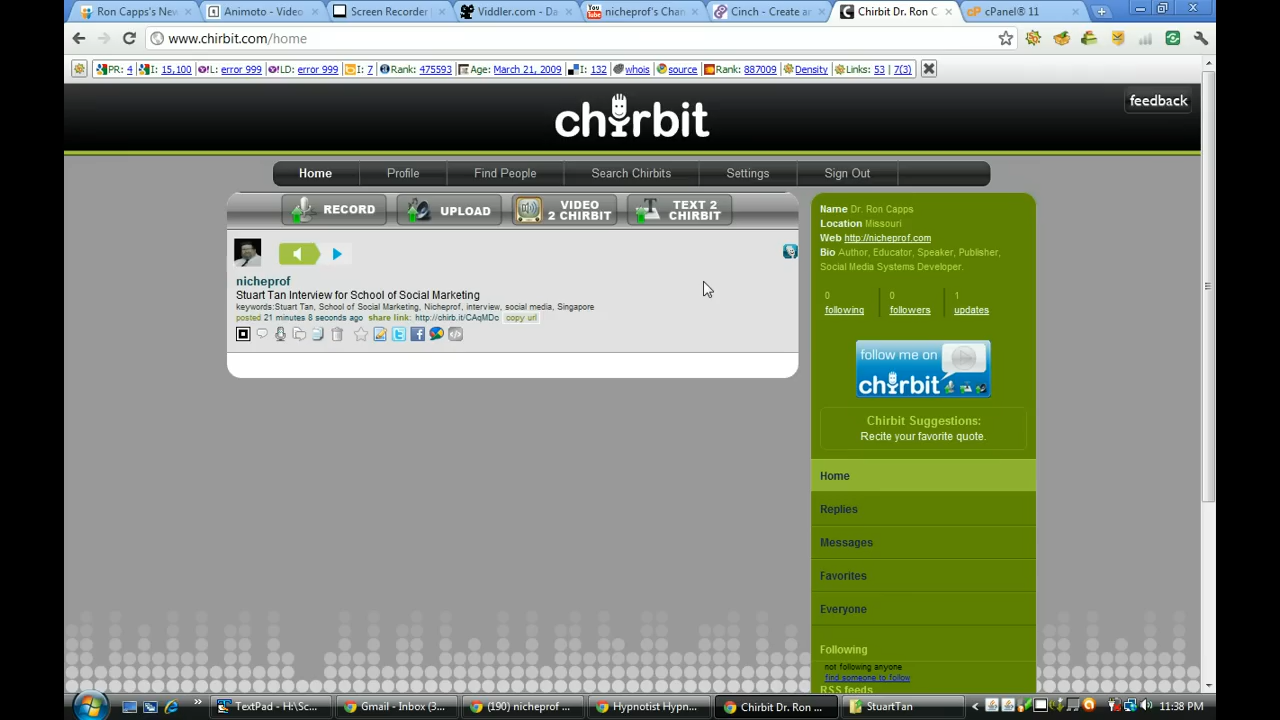 Ron Capps's New
Animoto - Video
Screen Recorder
Viddler.com - Da
You Tube nicheprof's Chan
Cinch - Create ar
Chirbit Dr. Ron C
cPanel® 11
www.chirbit.com/home
PR: 4 I: 15,100 L: error 999 LD: error 999 I: 7 Rank: 475593 Age: March 21, 2009 I: 132 whois source Rank: 887009 Density Links: 53 | 7(3)
feedback
chirbit
Home Profile Find People Search Chirbits Settings Sign Out
RECORD UPLOAD VIDEO 2 CHIRBIT TEXT 2 CHIRBIT
nicheprof
Stuart Tan Interview for School of Social Marketing
keywords:Stuart Tan, School of Social Marketing, Nicheprof, interview, social media, Singapore
posted 21 minutes 8 seconds ago share link: http://chirb.it/CAqMDc copy url
Name Dr. Ron Capps
Location Missouri
Web http://nicheprof.com
Bio Author, Educator, Speaker, Publisher,
Social Media Systems Developer.
0 0 1
following followers updates
follow me on
chirbit
Chirbit Suggestions:
Recite your favorite quote.
Home
Replies
Messages
Favorites
Everyone
Following
not following anyone
find someone to follow
RSS feeds
TextPad - H:\Sc...
Gmail - Inbox (3...
(190) nicheprof ...
Hypnotist Hypn...
Chirbit Dr. Ron ...
StuartTan
11:38 PM